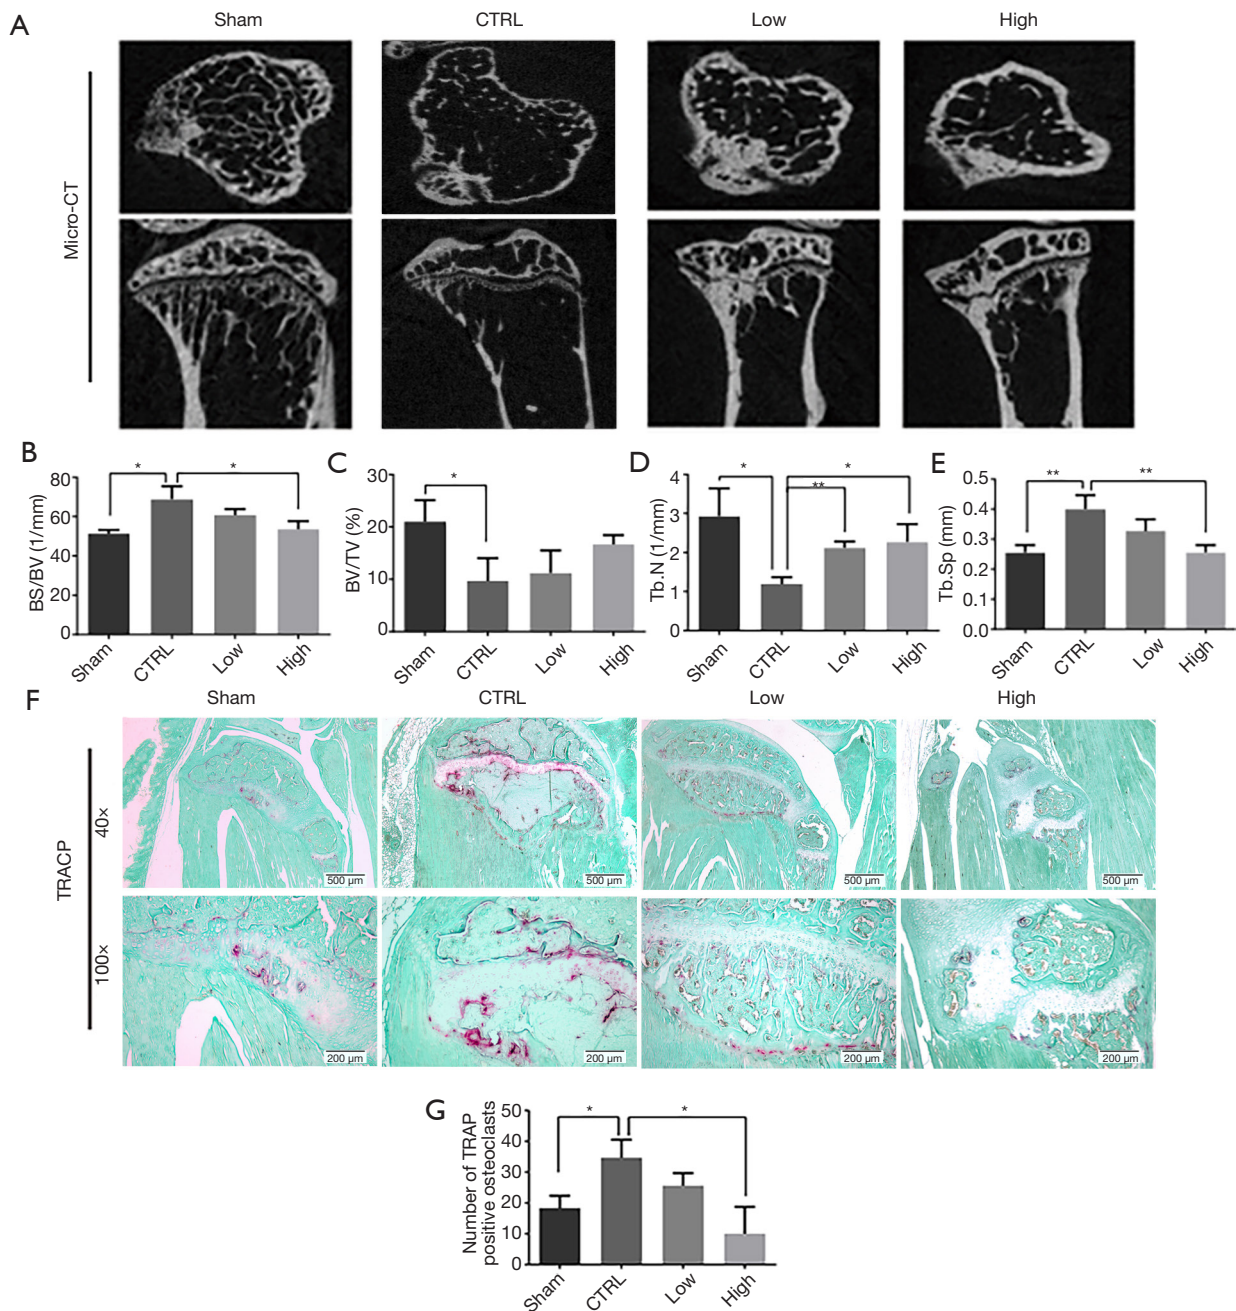 A
Sham CTRL Low High
Micro-CT
B
BS/BV (1/mm)
80
60
40
20
0
* *
Sham CTRL Low High
C
BV/TV (%)
30
20
10
0
*
Sham CTRL Low High
D
Tb.N (1/mm)
4
3
2
1
0
* * **
Sham CTRL Low High
E
Tb.Sp (mm)
0.5
0.4
0.3
0.2
0.1
0.0
** **
Sham CTRL Low High
F
Sham CTRL Low High
TRACP
40×
500 µm 500 µm 500 µm 500 µm
100×
200 µm 200 µm 200 µm 200 µm
G
Number of TRAP
positive osteoclasts
50
40
30
20
10
0
* *
Sham CTRL Low High